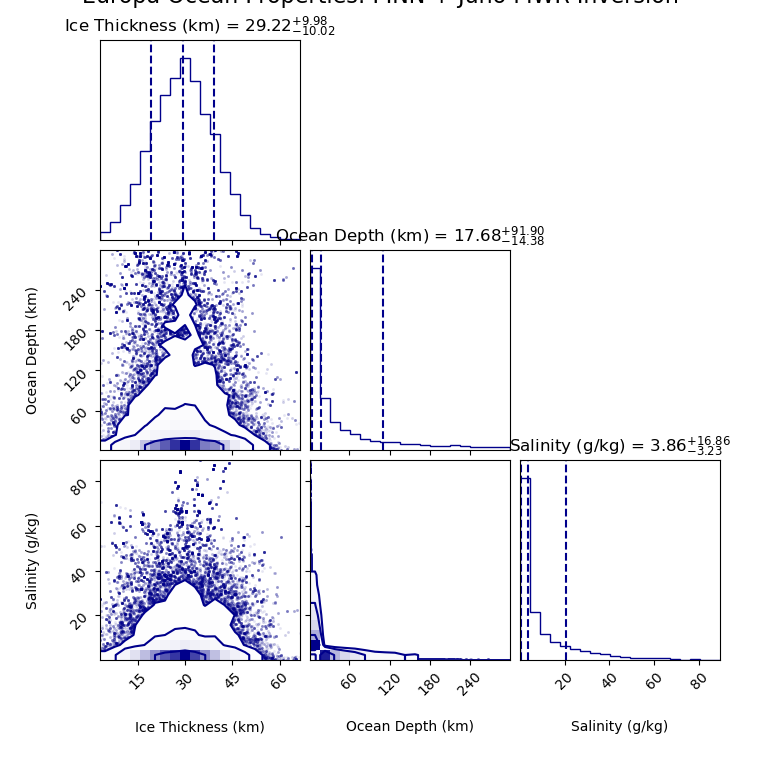 Europa Ocean Properties: PINN + Juno MWR Inversion
Ice Thickness (km) = 29.22+9.98−10.02
Ocean Depth (km) = 17.68+91.90−14.38
Ocean Depth (km)
240
180
120
60
Salinity (g/kg) = 3.86+16.86−3.23
Salinity (g/kg)
80
60
40
20
15 30 45 60
60 120 180 240
20 40 60 80
Ice Thickness (km)
Ocean Depth (km)
Salinity (g/kg)